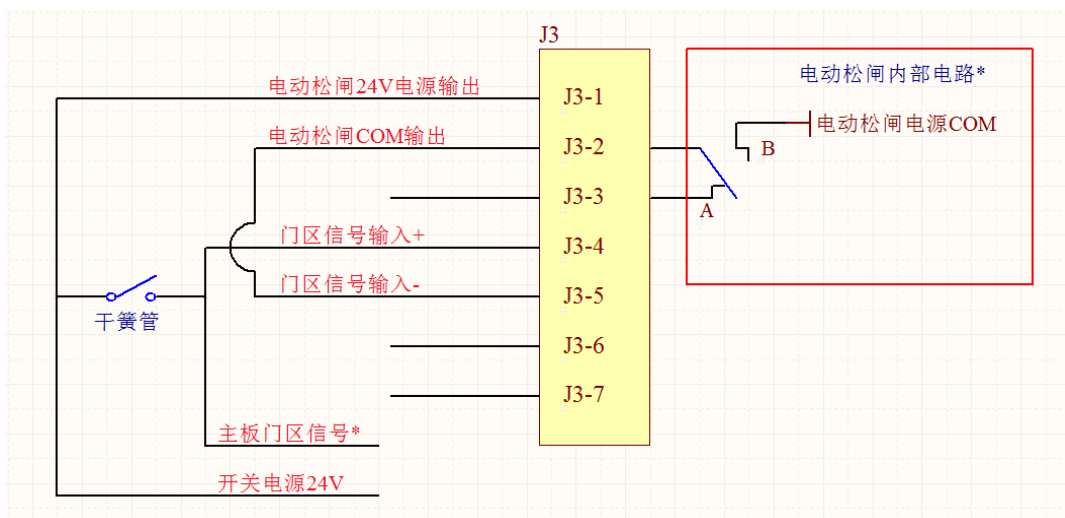 J3
电动松闸24V电源输出
J3-1
电动松闸COM输出
J3-2
J3-3
门区信号输入+
J3-4
门区信号输入-
J3-5
J3-6
J3-7
干簧管
主板门区信号*
开关电源24V
电动松闸内部电路*
电动松闸电源COM
B
A